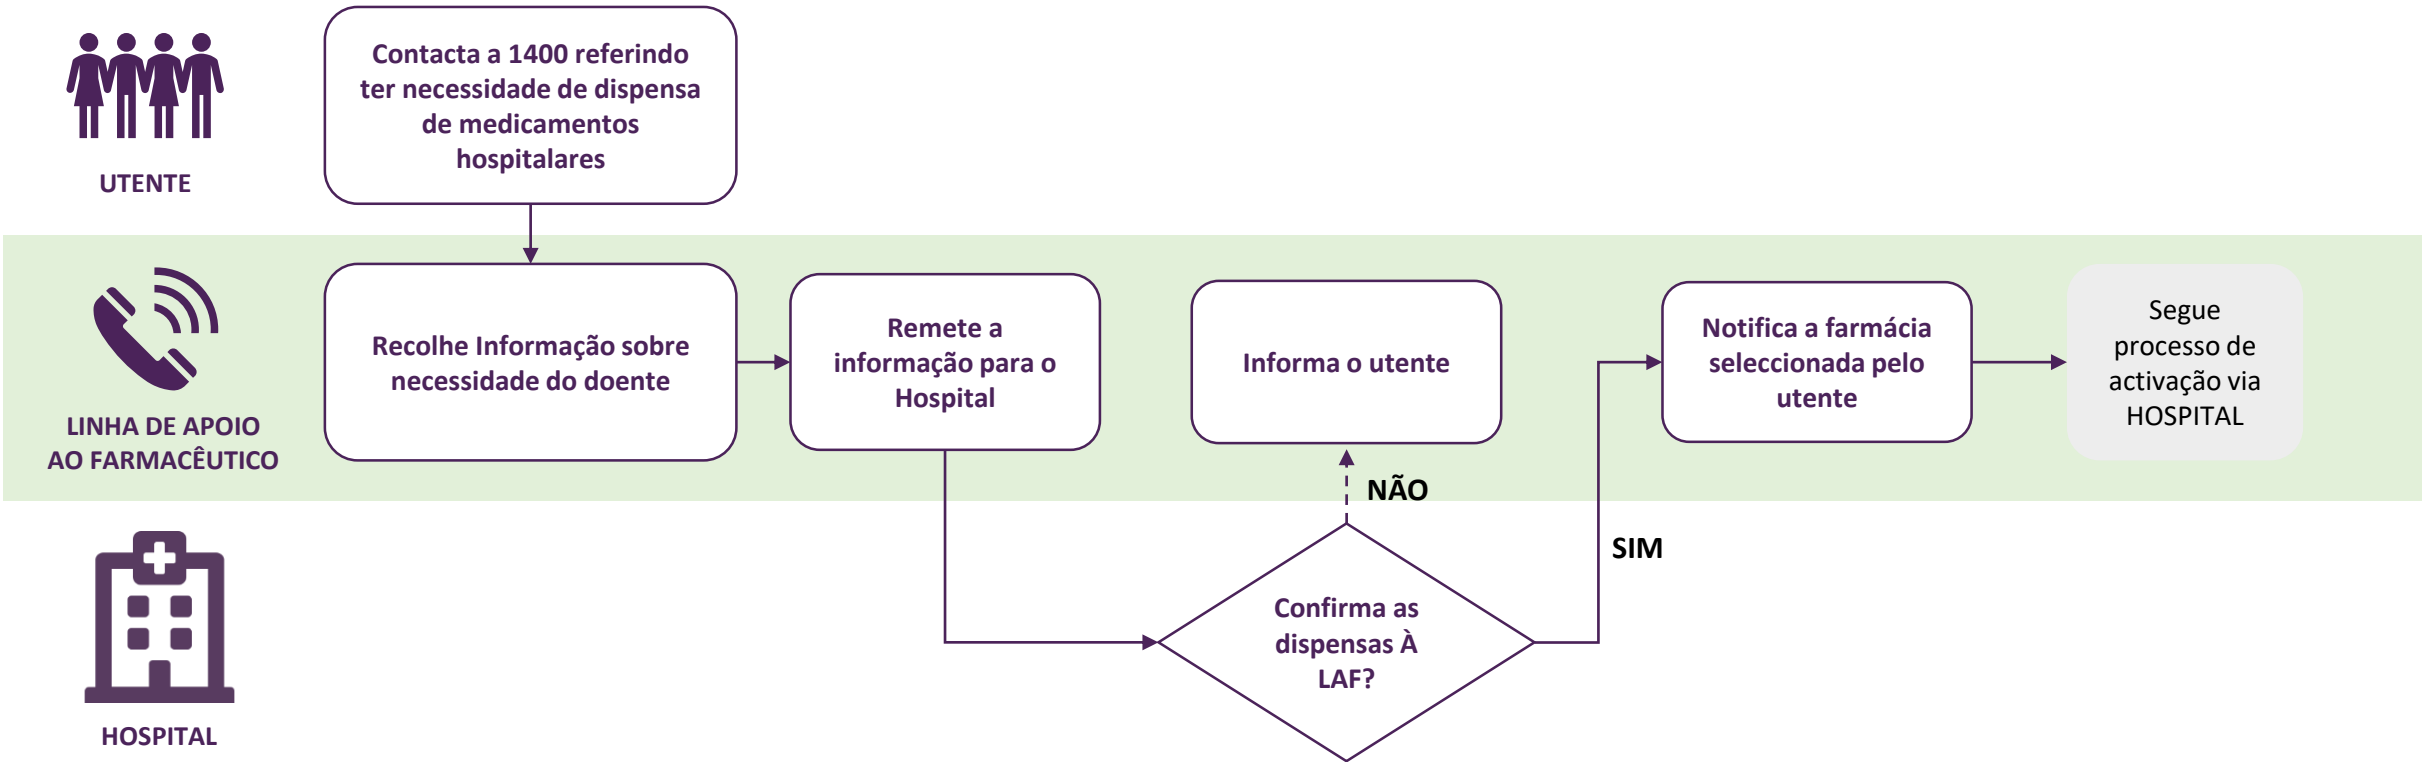 Contacta a 1400 referindo
ter necessidade de dispensa
de medicamentos
hospitalares
UTENTE
Recolhe Informação sobre
necessidade do doente
Remete a
informação para o
Hospital
Informa o utente
Notifica a farmácia
seleccionada pelo
utente
Segue
processo de
activação via
HOSPITAL
LINHA DE APOIO
AO FARMACÊUTICO
NÃO
SIM
Confirma as
dispensas À
LAF?
HOSPITAL